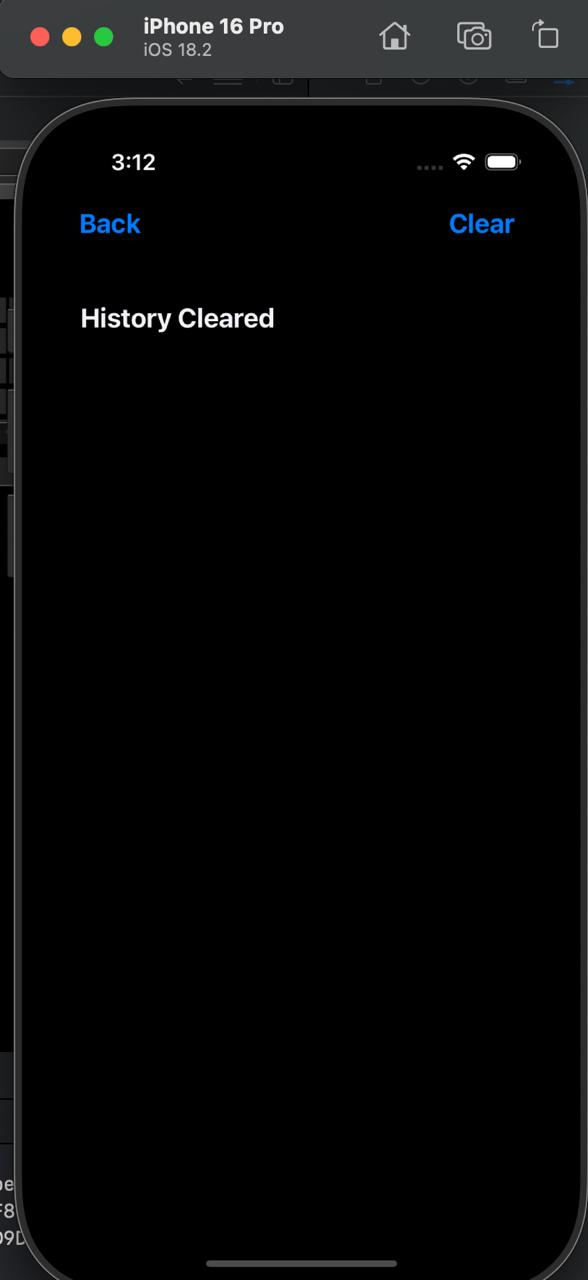 iPhone 16 Pro
iOS 18.2
3:12
Back
Clear
History Cleared